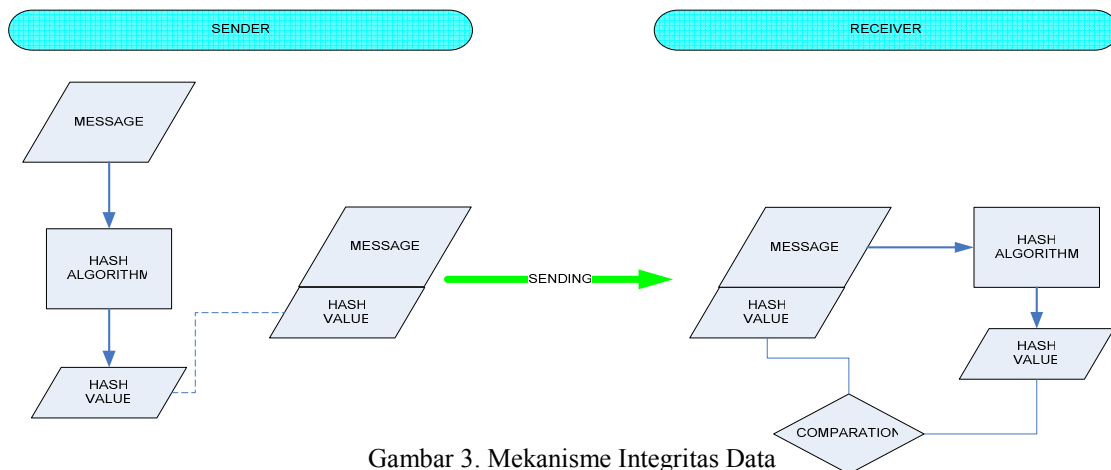 SENDER
RECEIVER
MESSAGE
HASH
ALGORITHM
HASH
VALUE
MESSAGE
HASH
VALUE
SENDING
MESSAGE
HASH
VALUE
HASH
ALGORITHM
HASH
VALUE
COMPARATION
Gambar 3. Mekanisme Integritas Data